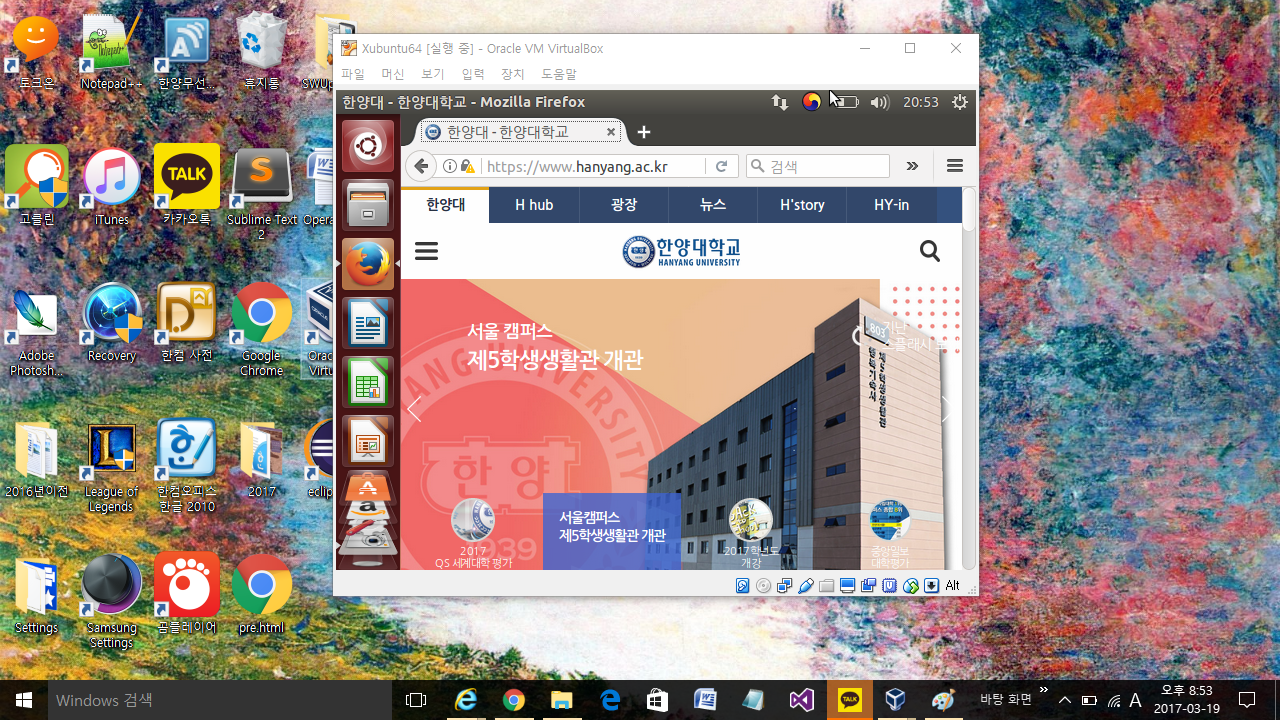 토크온
Notepad++
한양무선...
휴지통
고클린
iTunes
TALK
카카오톡
Sublime Text
2
Adobe
Photosh...
Recovery
한컴 사전
Google
Chrome
2016년이전
League of
Legends
한컴오피스
한글 2010
2017
Settings
Samsung
Settings
곰플레이어
pre.html
Xubuntu64 [실행 중] - Oracle VM VirtualBox
파일 머신 보기 입력 장치 도움말
한양대 - 한양대학교 - Mozilla Firefox
20:53
한양대 - 한양대학교
https://www.hanyang.ac.kr
검색
한양대 H hub 광장 뉴스 H'story HY-in
한양대학교
HANYANG UNIVERSITY
서울 캠퍼스
제5학생생활관 개관
803
한양
1939
서울캠퍼스
제5학생생활관 개관
2017
QS 세계대학 평가
2017학년도
개강
중앙일보
대학평가
Alt
Windows 검색
TALK
바탕 화면
A
오후 8:53
2017-03-19